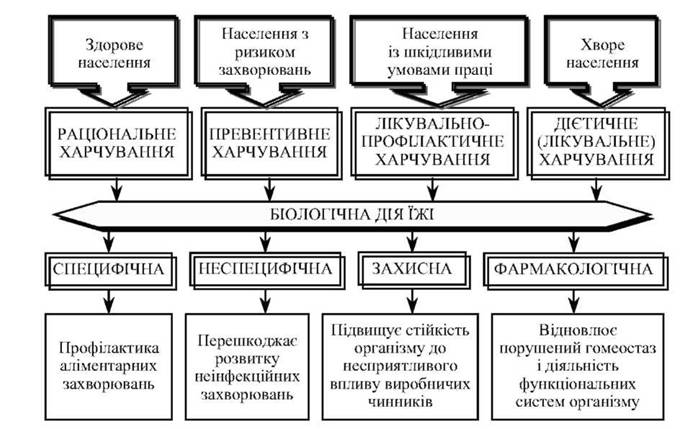 Здорове
населення
Населення з
ризиком
захворювань
Населення
із шкідливими
умовами праці
Хворе
населення
РАЦІОНАЛЬНЕ
ХАРЧУВАННЯ
ПРЕВЕНТИВНЕ
ХАРЧУВАННЯ
ЛІКУВАЛЬНО-
ПРОФІЛАКТИЧНЕ
ХАРЧУВАННЯ
ДІЄТИЧНЕ
(ЛІКУВАЛЬНЕ)
ХАРЧУВАННЯ
БІОЛОГІЧНА ДІЯ ЇЖІ
СПЕЦИФІЧНА
НЕСПЕЦИФІЧНА
ЗАХИСНА
ФАРМАКОЛОГІЧНА
Профілактика
аліментарних
захворювань
Перешкоджає
розвитку
неінфекційних
захворювань
Підвищує стійкість
організму до
несприятливого
впливу виробничих
чинників
Відновлює
порушений гомеостаз
і діяльність
функціональних
систем організму